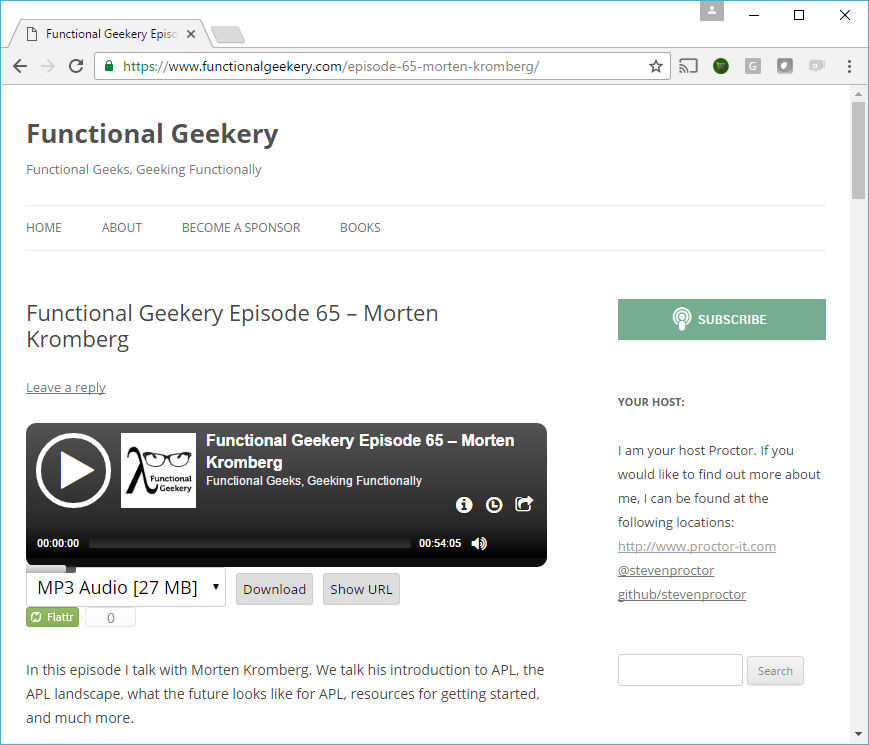 Functional Geekery Episo
https://www.functionalgeekery.com/episode-65-morten-kromberg/
G
Functional Geekery
Functional Geeks, Geeking Functionally
HOME ABOUT BECOME A SPONSOR BOOKS
Functional Geekery Episode 65 – Morten
Kromberg
Leave a reply
Functional
Geekery
Functional Geekery Episode 65 – Morten
Kromberg
Functional Geeks, Geeking Functionally
00:00:00 00:54:05
MP3 Audio [27 MB] Download Show URL
Flattr 0
In this episode I talk with Morten Kromberg. We talk his introduction to APL, the
APL landscape, what the future looks like for APL, resources for getting started,
and much more.
SUBSCRIBE
YOUR HOST:
I am your host Proctor. If you
would like to find out more about
me, I can be found at the
following locations:
http://www.proctor-it.com
@stevenproctor
github/stevenproctor
Search